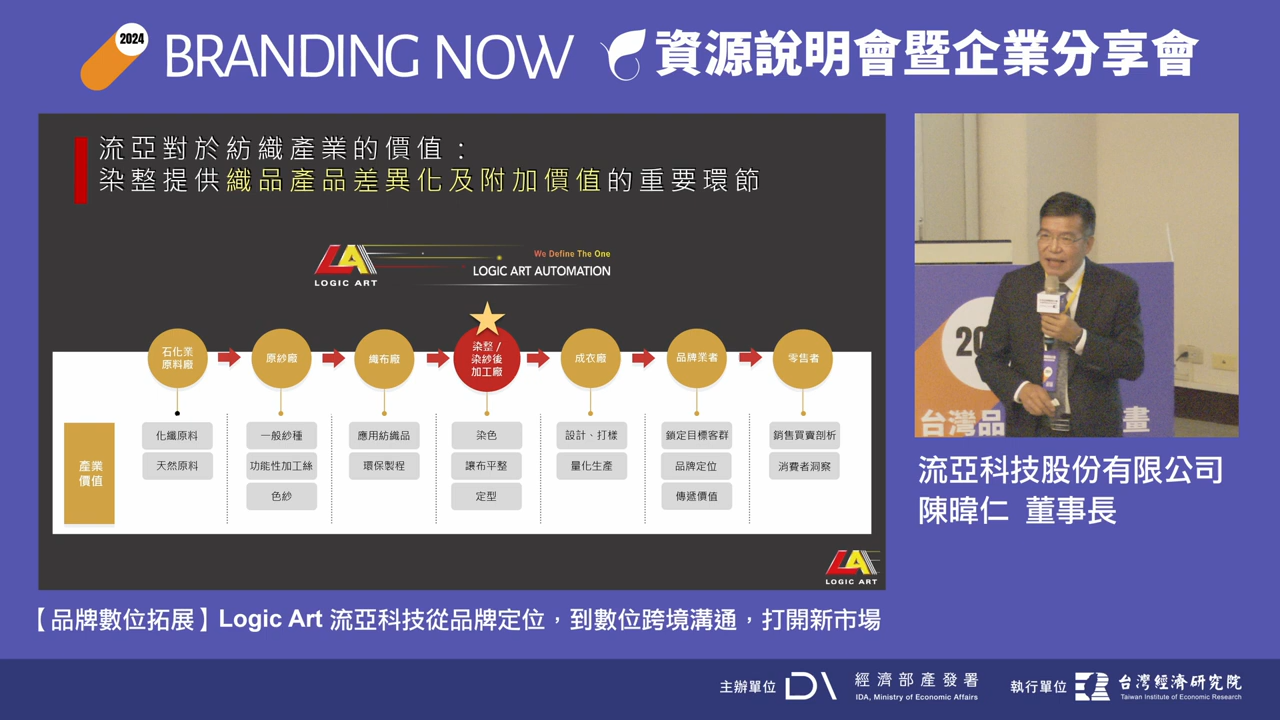 2024 BRANDING NOW 資源說明會暨企業分享會
流亞對於紡織產業的價值：
染整提供織品產品差異化及附加價值的重要環節
LA
LOGIC ART
We Define The One
LOGIC ART AUTOMATION
石化業
原料廠
原紗廠
織布廠
染整 /
染紗後
加工廠
成衣廠
品牌業者
零售者
產業
價值
化纖原料
天然原料
一般紗種
功能性加工絲
色紗
應用紡織品
環保製程
染色
讓布平整
定型
設計、打樣
量化生產
鎖定目標客群
品牌定位
傳遞價值
銷售買賣剖析
消費者洞察
LA
LOGIC ART
20
台灣品
畫
流亞科技股份有限公司
陳暐仁 董事長
【品牌數位拓展】Logic Art 流亞科技從品牌定位，到數位跨境溝通，打開新市場
主辦單位 IDA 經濟部產發署
IDA, Ministry of Economic Affairs
執行單位 台灣經濟研究院
Taiwan Institute of Economic Research